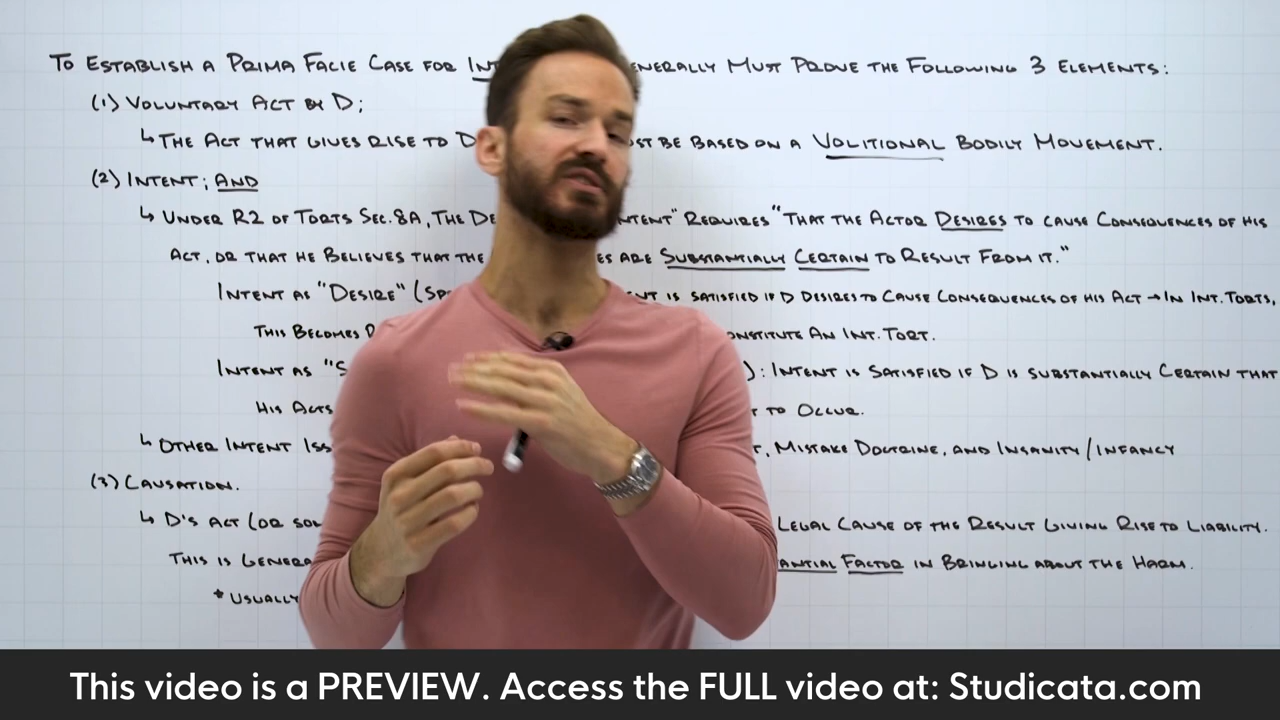 To Establish a Prima Facie Case for Int enerally Must Prove the Following 3 Elements:
(1) Voluntary Act by D;
↳ The Act that Gives Rise to D st be Based on a Volitional Bodily Movement.
(2) Intent; and
↳ Under R2 of Torts Sec. 8A, the De ntent" Requires "that the Actor Desires to Cause Consequences of His
Act, or that he Believes that the es are Substantially Certain to Result From it."
Intent as "Desire" (Sp nt is Satisfied if D Desires to Cause Consequences of his Act → In Int. Torts,
This Becomes D onstitute an Int. Tort.
Intent as "S ): Intent is Satisfied if D is Substantially Certain that
His Acts t to Occur.
↳ Other Intent Iss t, Mistake Doctrine, and Insanity/Infancy
(3) Causation.
↳ D's Act (or Som Legal Cause of the Result Giving Rise to Liability.
This is Genera antial Factor in Bringing about the Harm.
* Usually
This video is a PREVIEW. Access the FULL video at: Studicata.com